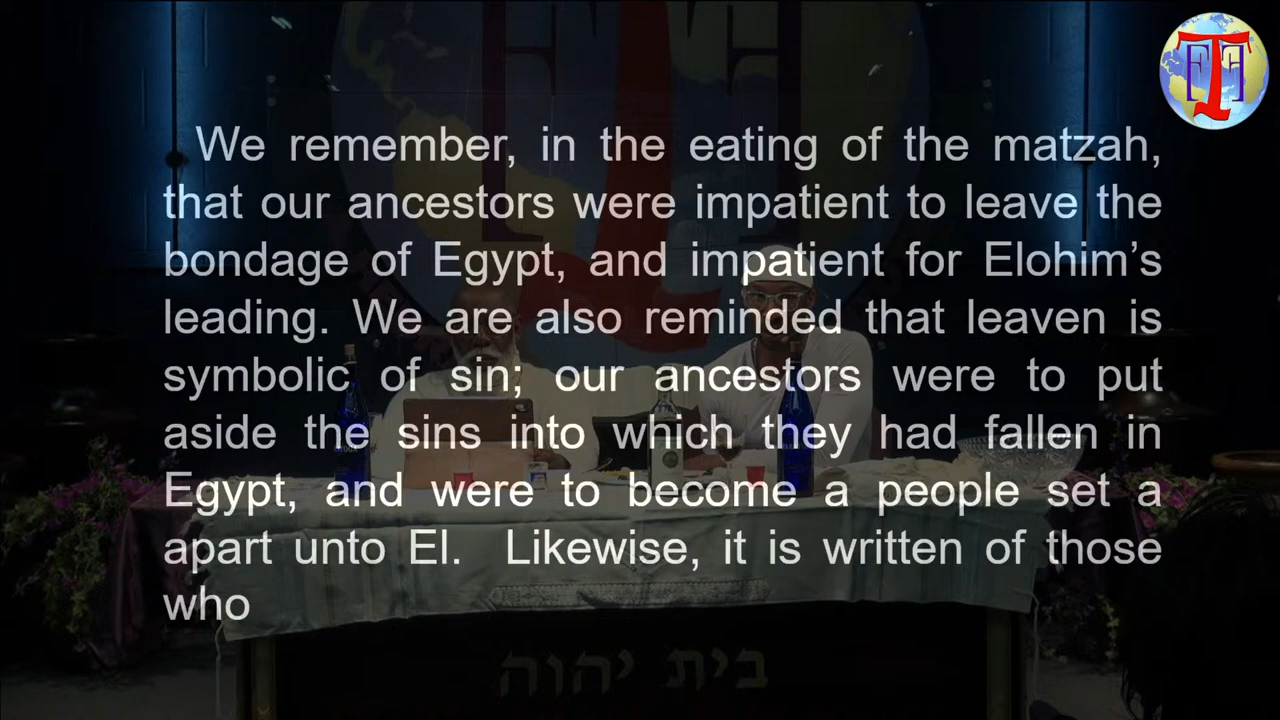 We remember, in the eating of the matzah,
that our ancestors were impatient to leave the
bondage of Egypt, and impatient for Elohim’s
leading. We are also reminded that leaven is
symbolic of sin; our ancestors were to put
aside the sins into which they had fallen in
Egypt, and were to become a people set a
apart unto El.  Likewise, it is written of those
who
בית יהוה